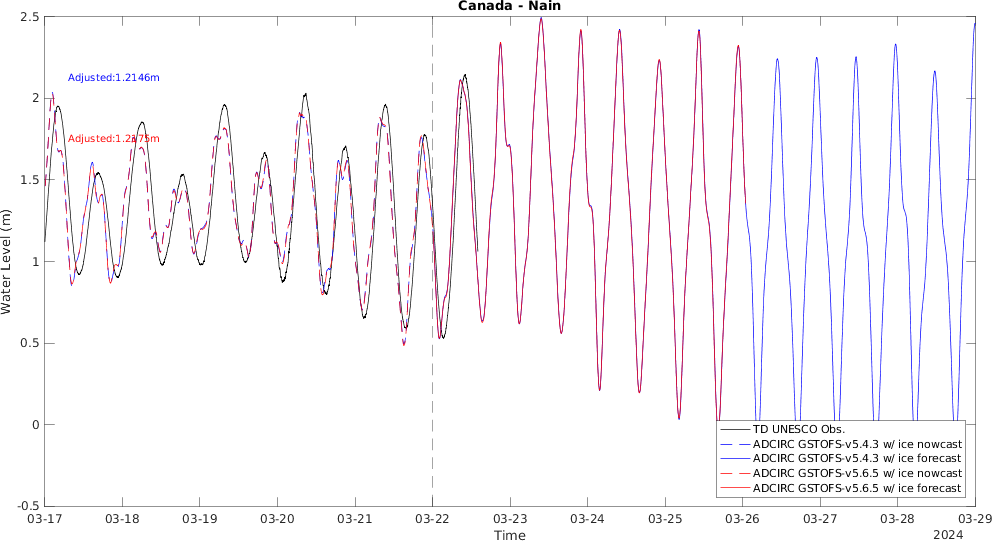 Canada - Nain
2.5
2
1.5
1
0.5
0
-0.5
Water Level (m)
Adjusted:1.2146m
Adjusted:1.2175m
TD UNESCO Obs.
ADCIRC GSTOFS-v5.4.3 w/ ice nowcast
ADCIRC GSTOFS-v5.4.3 w/ ice forecast
ADCIRC GSTOFS-v5.6.5 w/ ice nowcast
ADCIRC GSTOFS-v5.6.5 w/ ice forecast
03-17 03-18 03-19 03-20 03-21 03-22 03-23 03-24 03-25 03-26 03-27 03-28 03-29
Time
2024